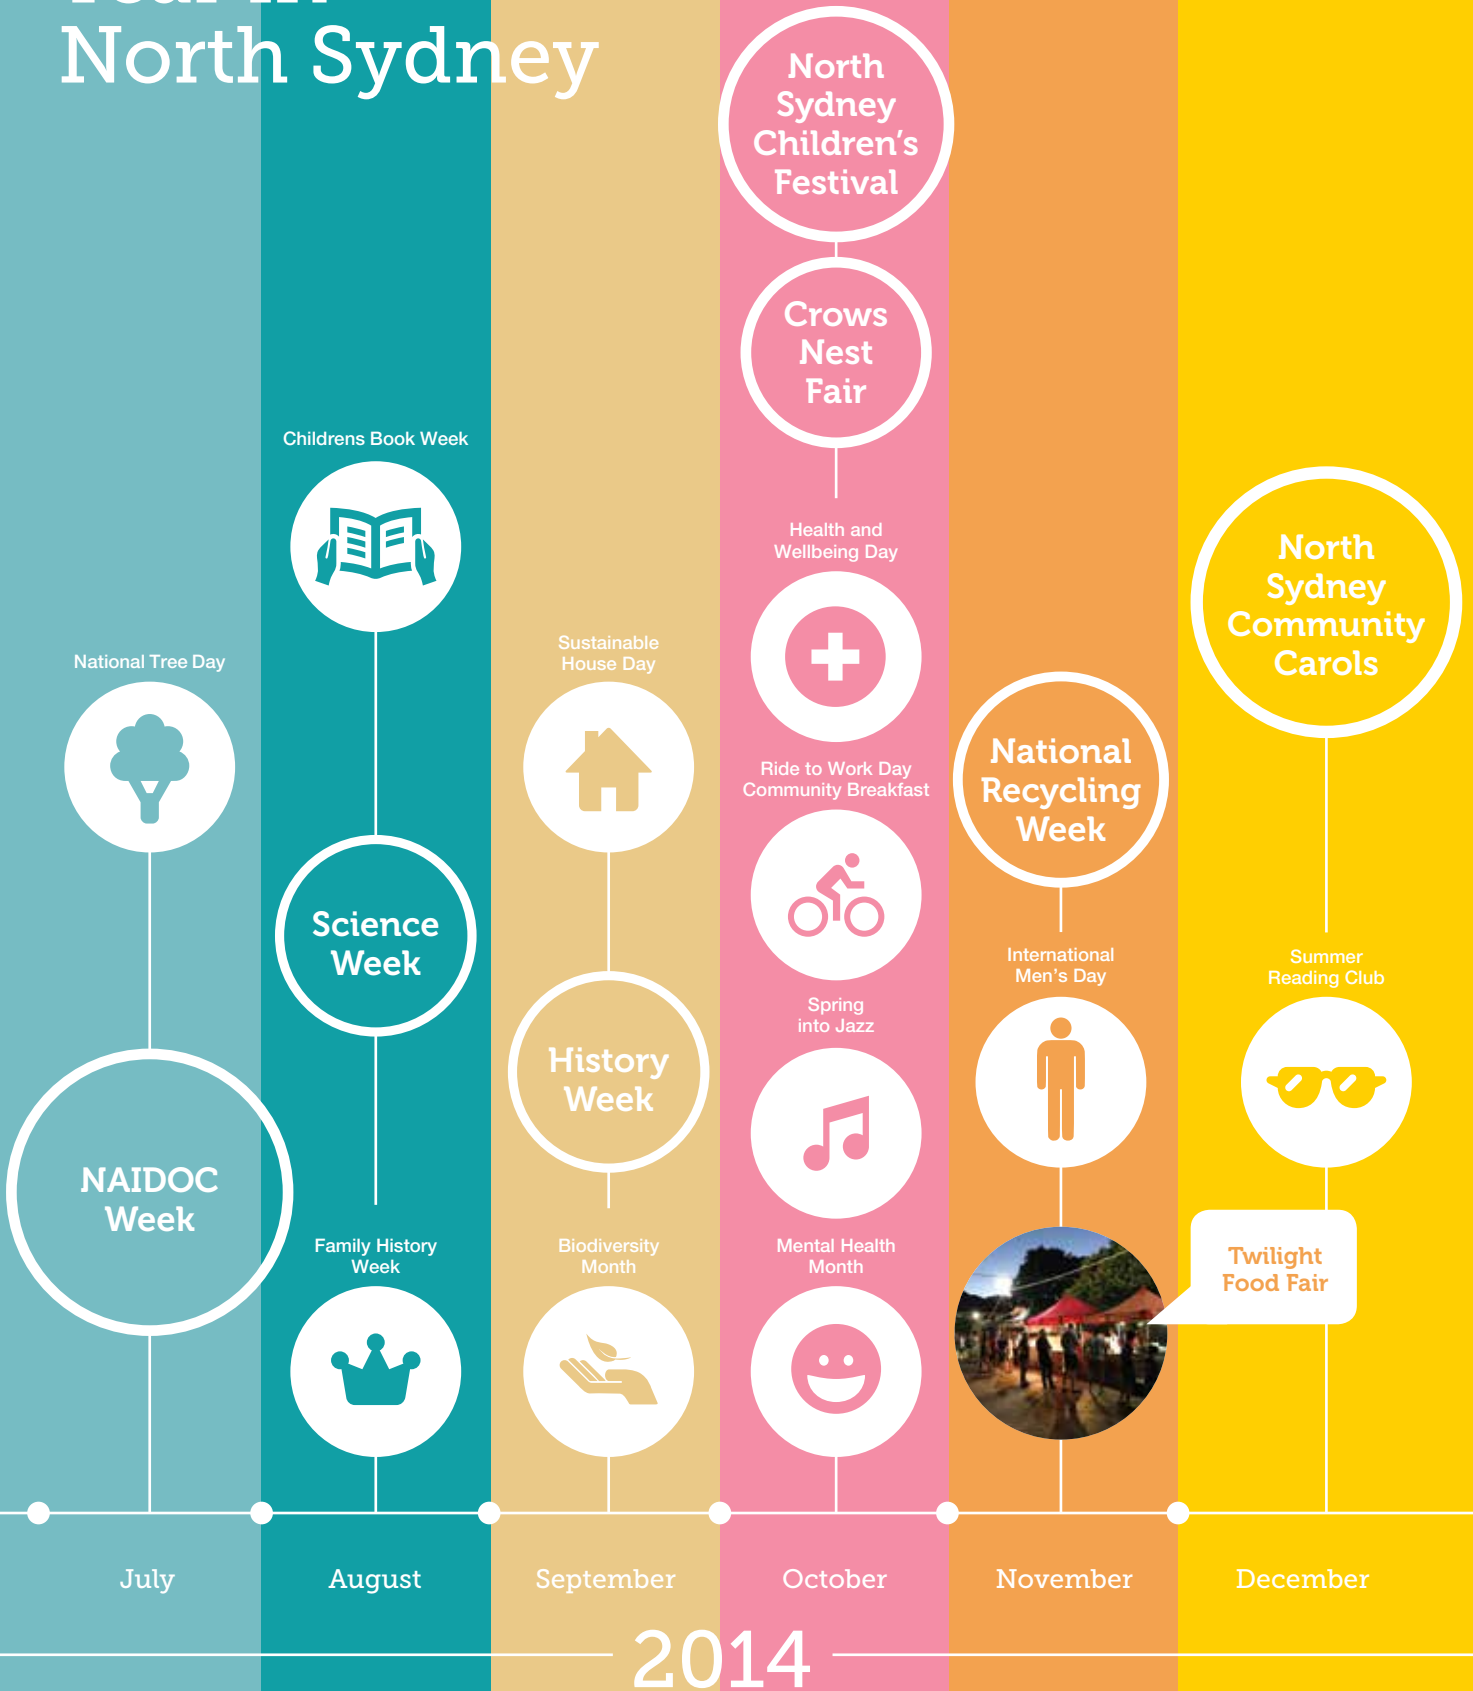 North Sydney
North
Sydney
Children's
Festival
Crows
Nest
Fair
Childrens Book Week
Health and
Wellbeing Day
North
Sydney
Community
Carols
National Tree Day
Sustainable
House Day
Ride to Work Day
Community Breakfast
National
Recycling
Week
Science
Week
International
Men's Day
Summer
Reading Club
Spring
into Jazz
History
Week
NAIDOC
Week
Family History
Week
Biodiversity
Month
Mental Health
Month
Twilight
Food Fair
July
August
September
October
November
December
2014